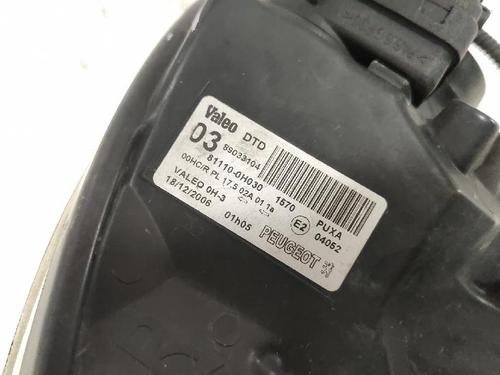 Valeo DTD
03 89033104
81110-0H030 1570 PUXA
00HC/R PL 17.5 02A 01 1a E2 04052
VALEO 0H-3
18/12/2006 01h05 PEUGEOT